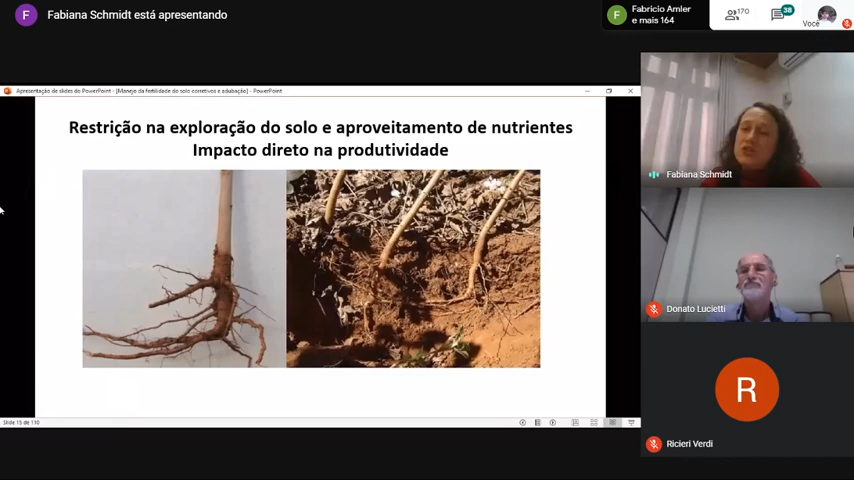 F
Fabiana Schmidt está apresentando
F
Fabrício Amler
e mais 164
170
38
Você
Apresentação de slides do PowerPoint - [Manejo da fertilidade do solo corretivos e adubação] - PowerPoint
Restrição na exploração do solo e aproveitamento de nutrientes
Impacto direto na produtividade
Fabiana Schmidt
Donato Lucietti
R
Ricieri Verdi
Slide 15 de 110